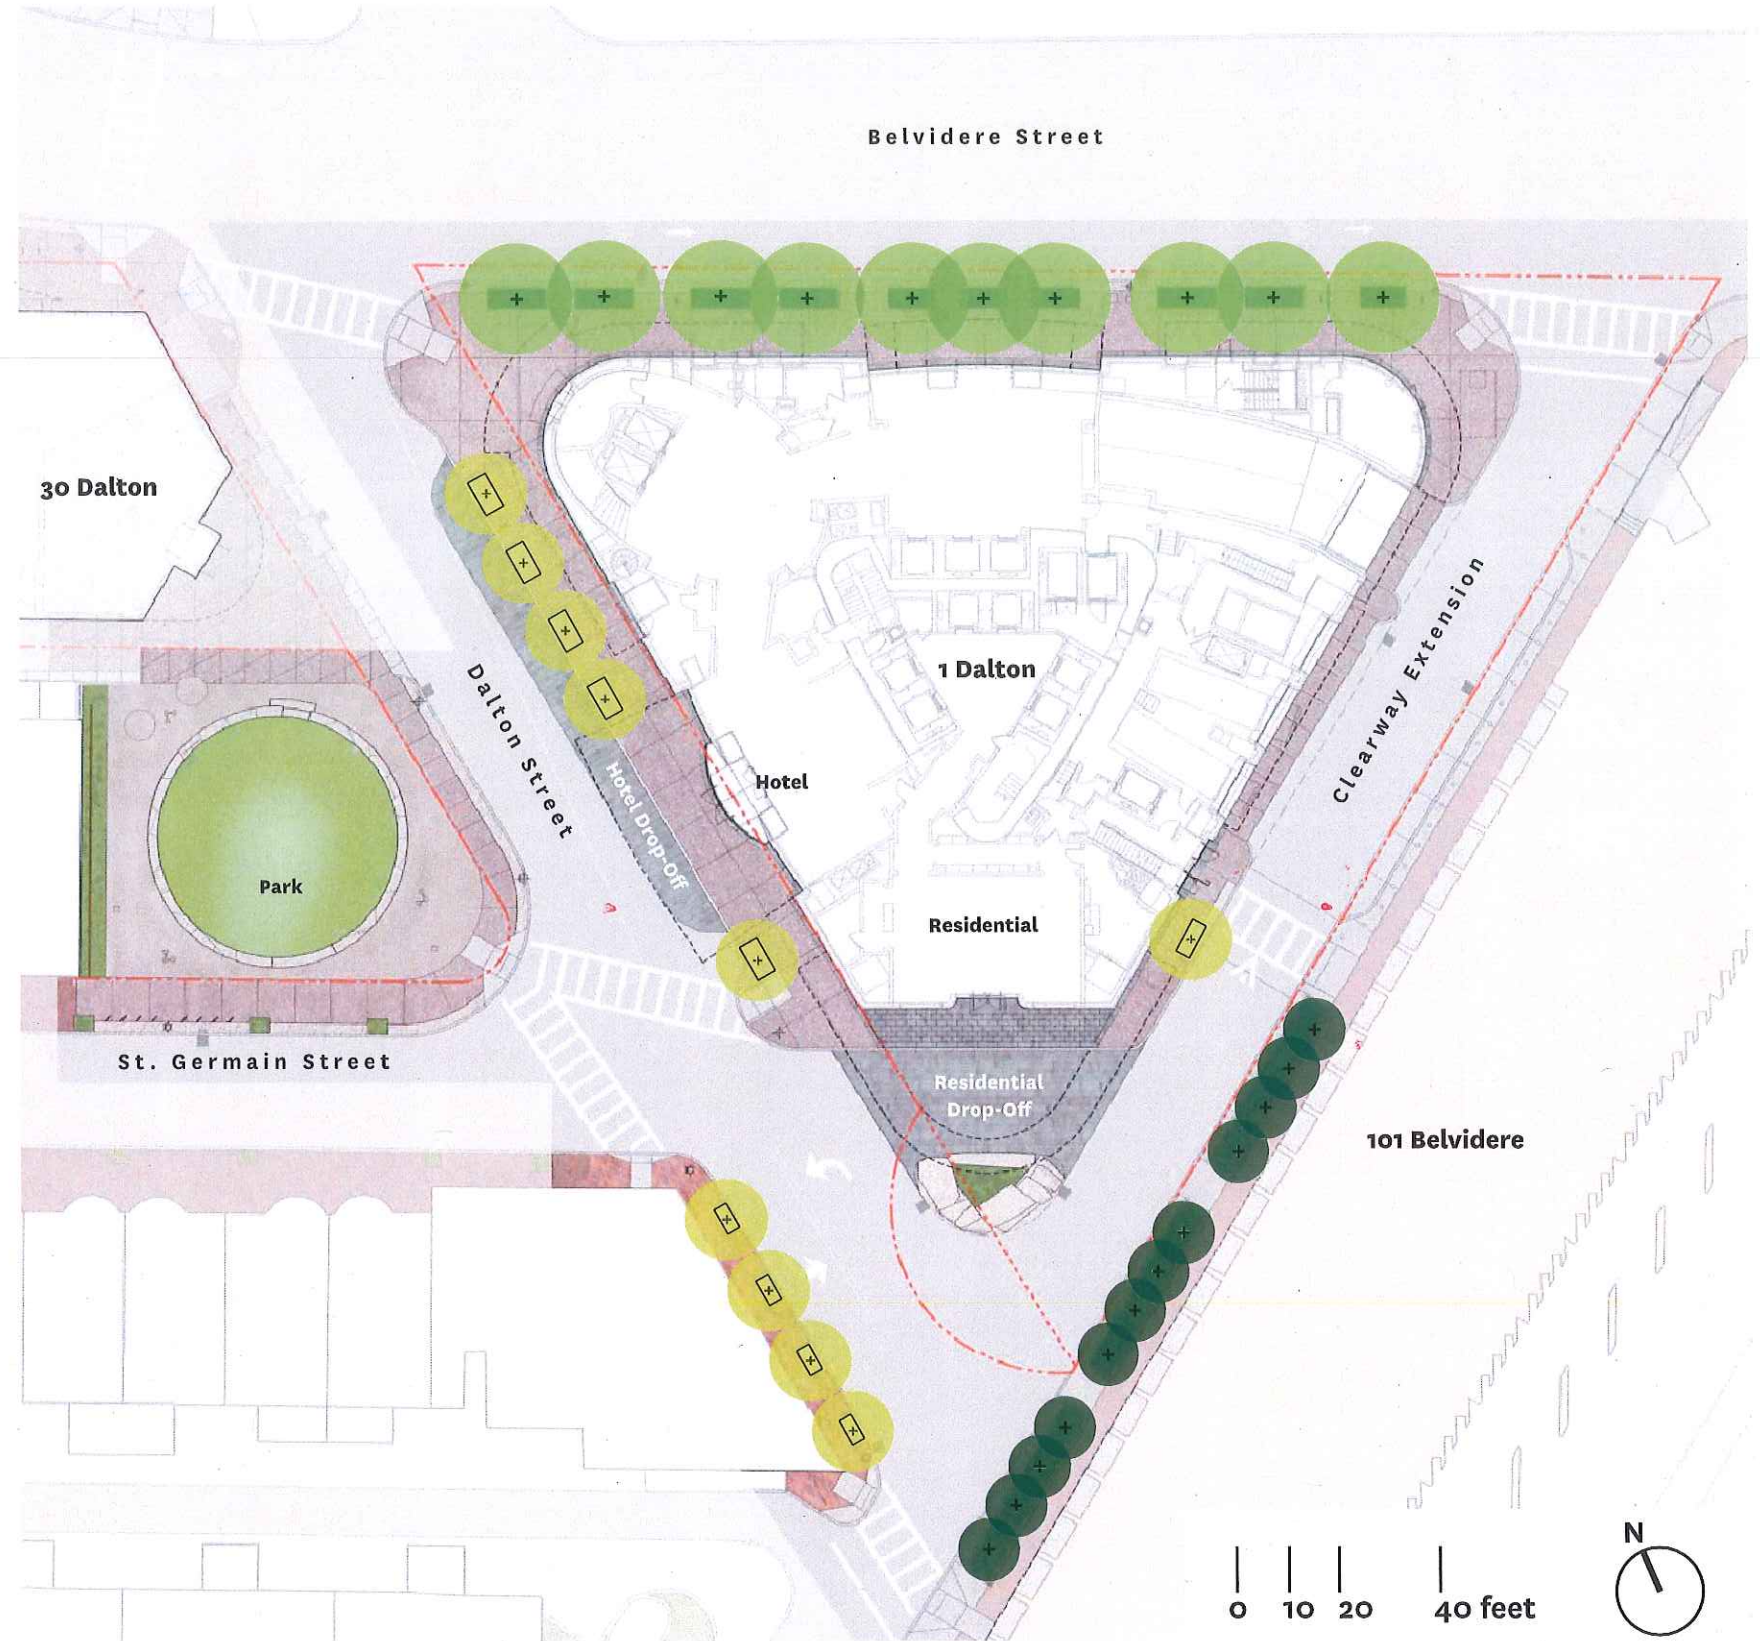 Belvidere Street
30 Dalton
1 Dalton
Dalton Street
Clearway Extension
Hotel
Hotel Drop-Off
Park
Residential
St. Germain Street
Residential
Drop-Off
101 Belvidere
N
0 10 20 40 feet